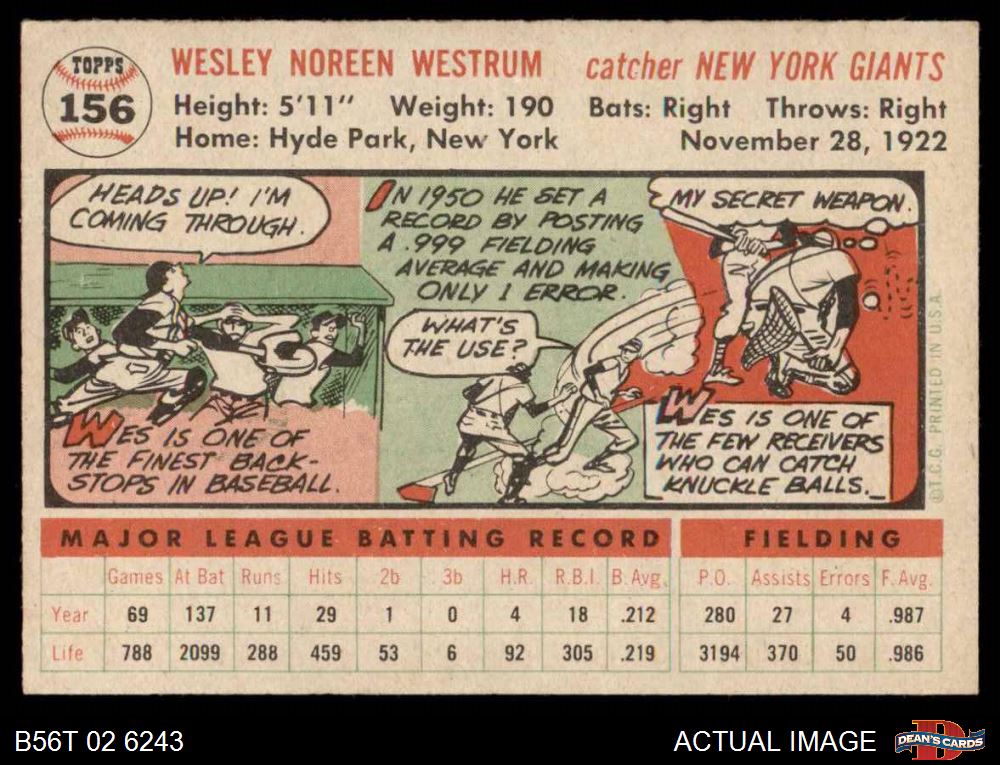 TOPPS
156
WESLEY NOREEN WESTRUM catcher NEW YORK GIANTS
Height: 5'11" Weight: 190 Bats: Right Throws: Right
Home: Hyde Park, New York November 28, 1922
HEADS UP! I'M
COMING THROUGH.
WES IS ONE OF
THE FINEST BACK-
STOPS IN BASEBALL.
IN 1950 HE SET A
RECORD BY POSTING
A .999 FIELDING
AVERAGE AND MAKING
ONLY 1 ERROR.
WHAT'S
THE USE?
MY SECRET WEAPON.
WES IS ONE OF
THE FEW RECEIVERS
WHO CAN CATCH
KNUCKLE BALLS.
©T.C.G. PRINTED IN U.S.A.
MAJOR LEAGUE BATTING RECORD FIELDING
Games At Bat Runs Hits 2b 3b H.R. R.B.I. B.Avg. P.O. Assists Errors F.Avg.
Year 69 137 11 29 1 0 4 18 .212 280 27 4 .987
Life 788 2099 288 459 53 6 92 305 .219 3194 370 50 .986
B56T 02 6243 ACTUAL IMAGE DEAN'S CARDS